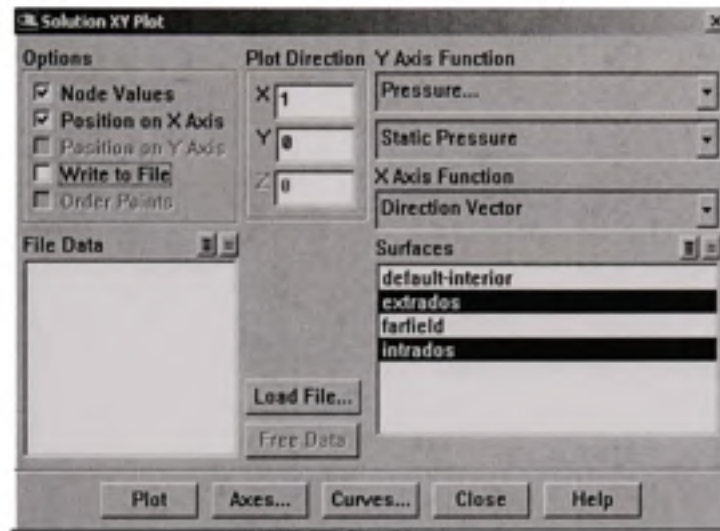 Solution XY Plot
Options
Node Values
Position on X Axis
Position on Y Axis
Write to File
Order Points
Plot Direction
X 1
Y 0
Z 0
Y Axis Function
Pressure...
Static Pressure
X Axis Function
Direction Vector
File Data
Surfaces
default-interior
extrados
farfield
intrados
Load File...
Free Data
Plot
Axes...
Curves...
Close
Help